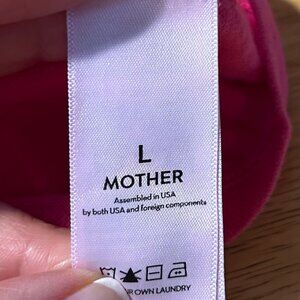 L
MOTHER
Assembled in USA
by both USA and foreign components
OWN LAUNDRY